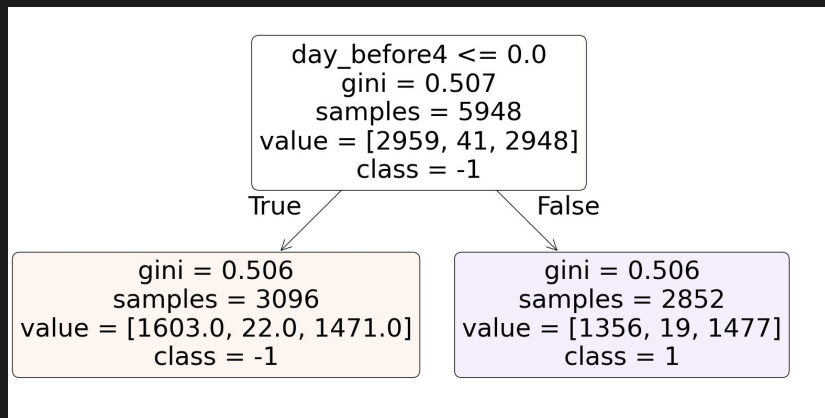 day_before4 <= 0.0
gini = 0.507
samples = 5948
value = [2959, 41, 2948]
class = -1
True
False
gini = 0.506
samples = 3096
value = [1603.0, 22.0, 1471.0]
class = -1
gini = 0.506
samples = 2852
value = [1356, 19, 1477]
class = 1